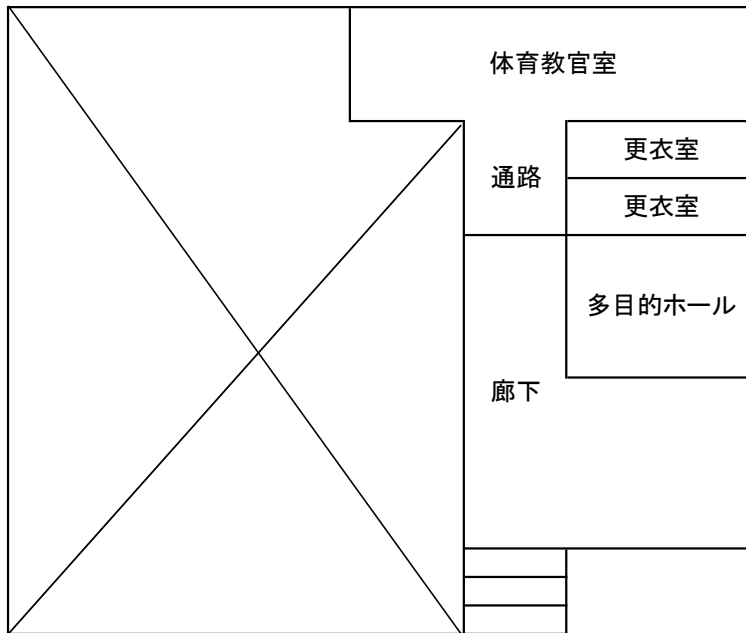 体育教官室
更衣室
通路
更衣室
多目的ホール
廊下